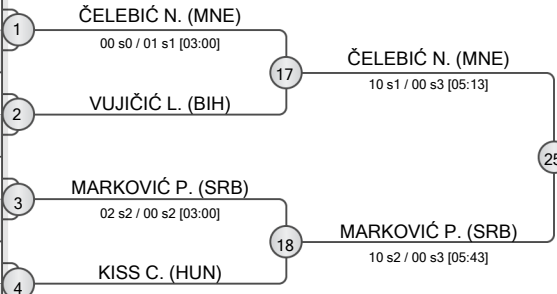 ČELEBIĆ N. (MNE)
1
00 s0 / 01 s1 [03:00]
17
ČELEBIĆ N. (MNE)
10 s1 / 00 s3 [05:13]
2
VUJIČIĆ L. (BIH)
25
MARKOVIĆ P. (SRB)
3
02 s2 / 00 s2 [03:00]
18
MARKOVIĆ P. (SRB)
10 s2 / 00 s3 [05:43]
KISS C. (HUN)
4